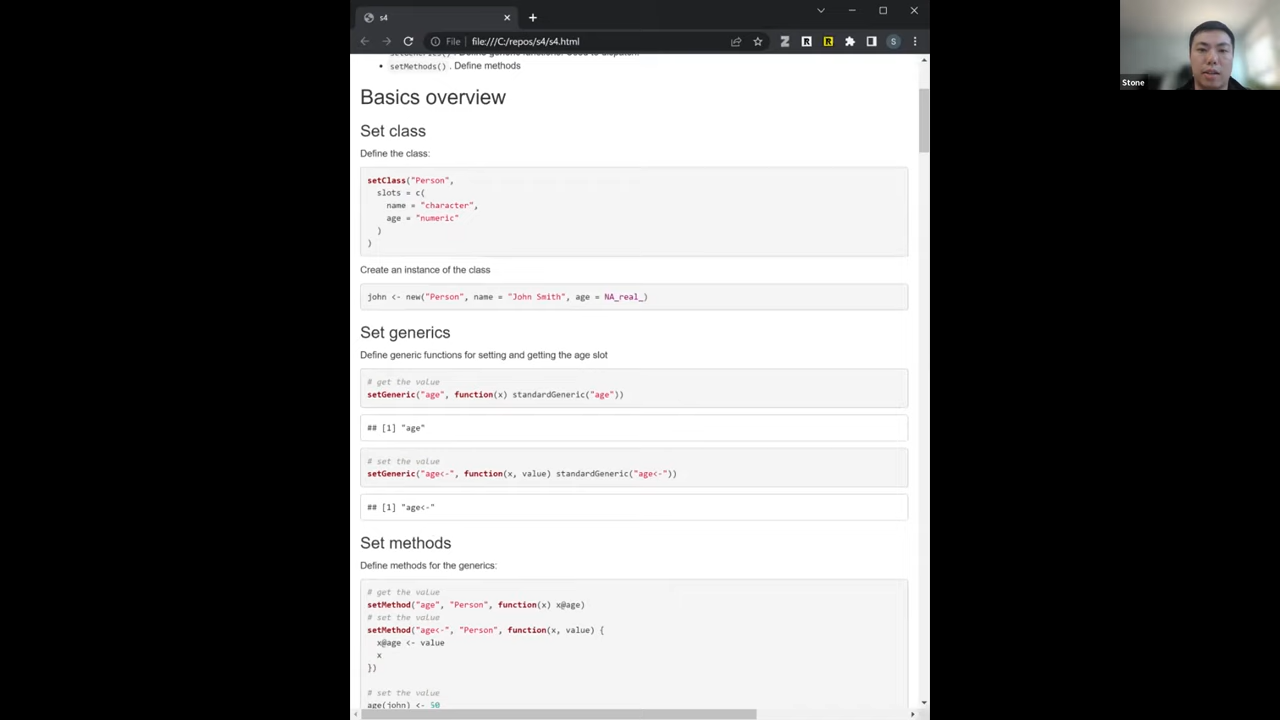 s4
File file:///C:/repos/s4/s4.html
S
Stone
setMethods() . Define methods
Basics overview
Set class
Define the class:
setClass("Person",
slots = c(
name = "character",
age = "numeric"
)
)
Create an instance of the class
john <- new("Person", name = "John Smith", age = NA_real_)
Set generics
Define generic functions for setting and getting the age slot
# get the value
setGeneric("age", function(x) standardGeneric("age"))
## [1] "age"
# set the value
setGeneric("age<-", function(x, value) standardGeneric("age<-"))
## [1] "age<-"
Set methods
Define methods for the generics:
# get the value
setMethod("age", "Person", function(x) x@age)
# set the value
setMethod("age<-", "Person", function(x, value) {
x@age <- value
x
})
# set the value
age(john) <- 50